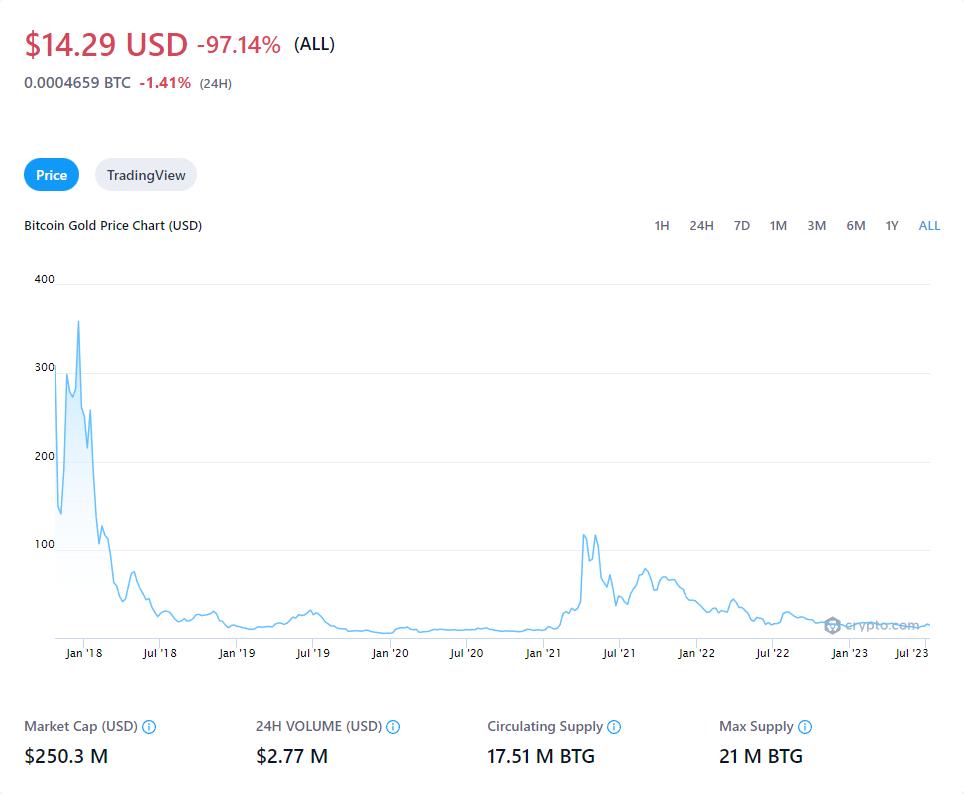 $14.29 USD -97.14% (ALL)
0.0004659 BTC -1.41% (24H)
Price TradingView
Bitcoin Gold Price Chart (USD) 1H 24H 7D 1M 3M 6M 1Y ALL
400
300
200
100
crypto.com
Jan '18 Jul '18 Jan '19 Jul '19 Jan '20 Jul '20 Jan '21 Jul '21 Jan '22 Jul '22 Jan '23 Jul '23
Market Cap (USD) 24H VOLUME (USD) Circulating Supply Max Supply
$250.3 M $2.77 M 17.51 M BTG 21 M BTG